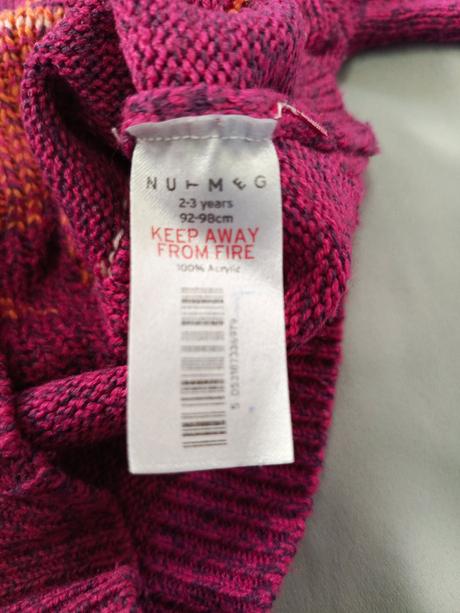 NUTMEG
2-3 years
92-98cm
KEEP AWAY
FROM FIRE
100% Acrylic